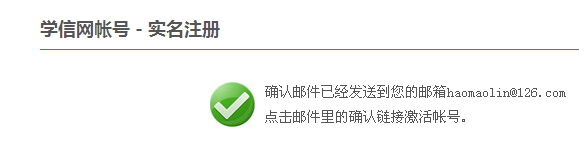 学信网帐号 - 实名注册
确认邮件已经发送到您的邮箱haomaolin@126.com
点击邮件里的确认链接激活帐号。